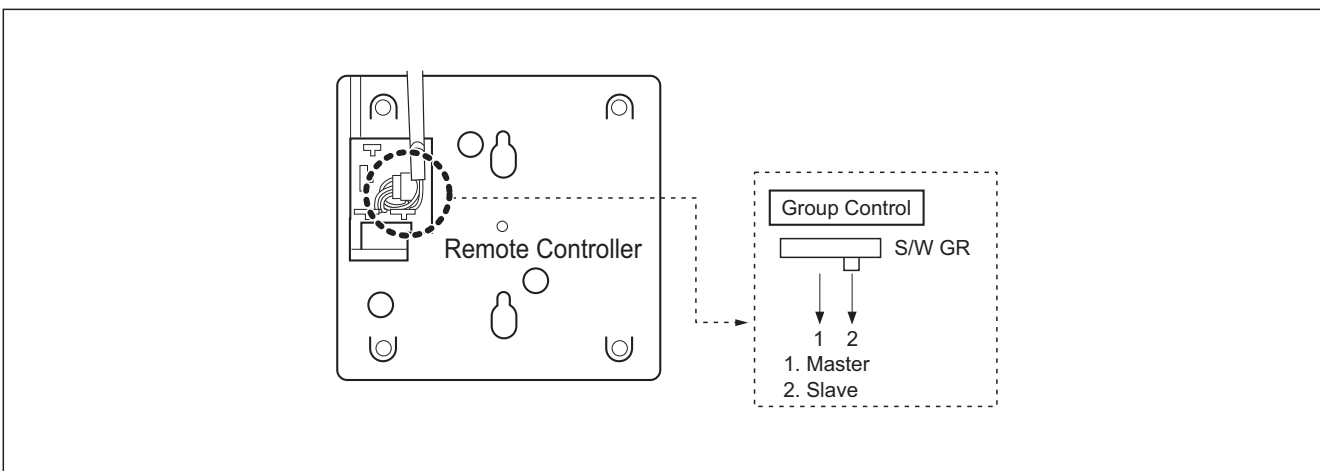 Remote Controller
Group Control
S/W GR
1 2
1. Master
2. Slave